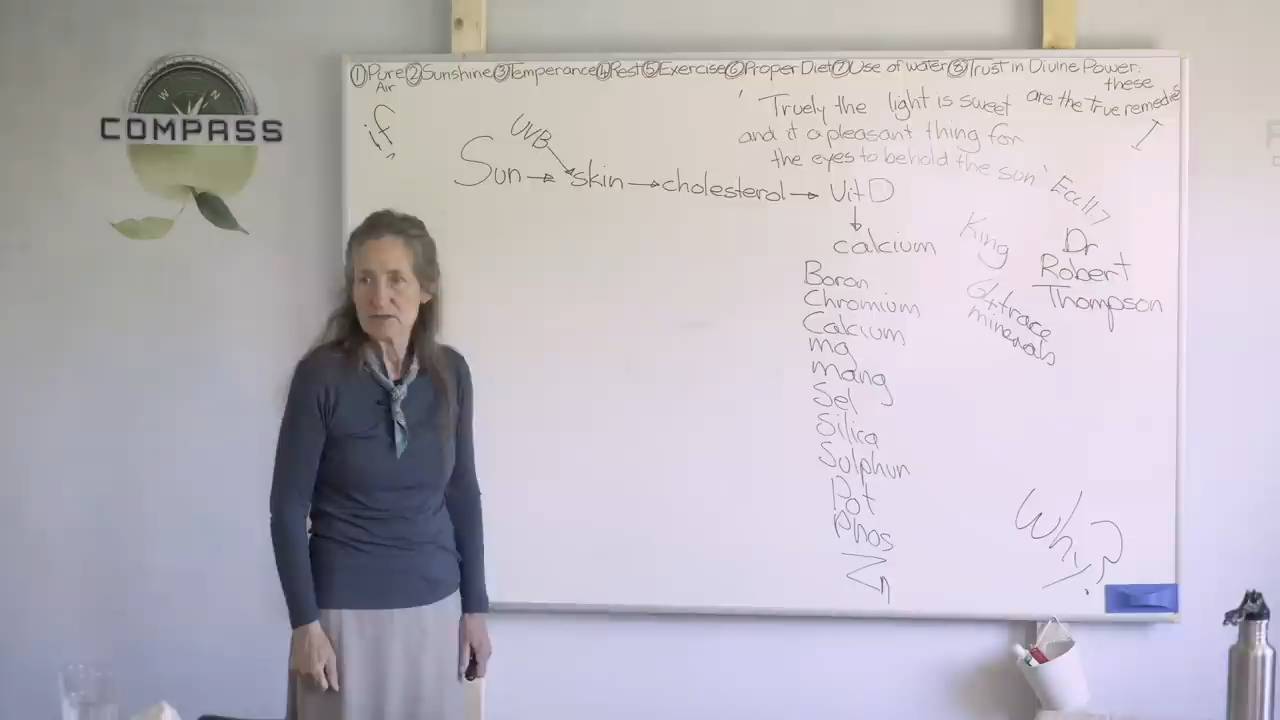 W N
COMPASS
①Pure Air ②Sunshine ③Temperance ④Rest ⑤Exercise ⑥Proper Diet ⑦Use of water ⑧Trust in Divine Power.
these are the true remedies
if
' Truely the light is sweet
and it a pleasant thing for
the eyes to behold the sun' Eccl 11:7
UVB
Sun → skin → cholesterol → Vit D
calcium
Boron
Chromium
Calcium
mg
mang
Sel
Silica
Sulphur
Pot
Phos
Z
King
64 trace
minerals
Dr
Robert
Thompson
Why?